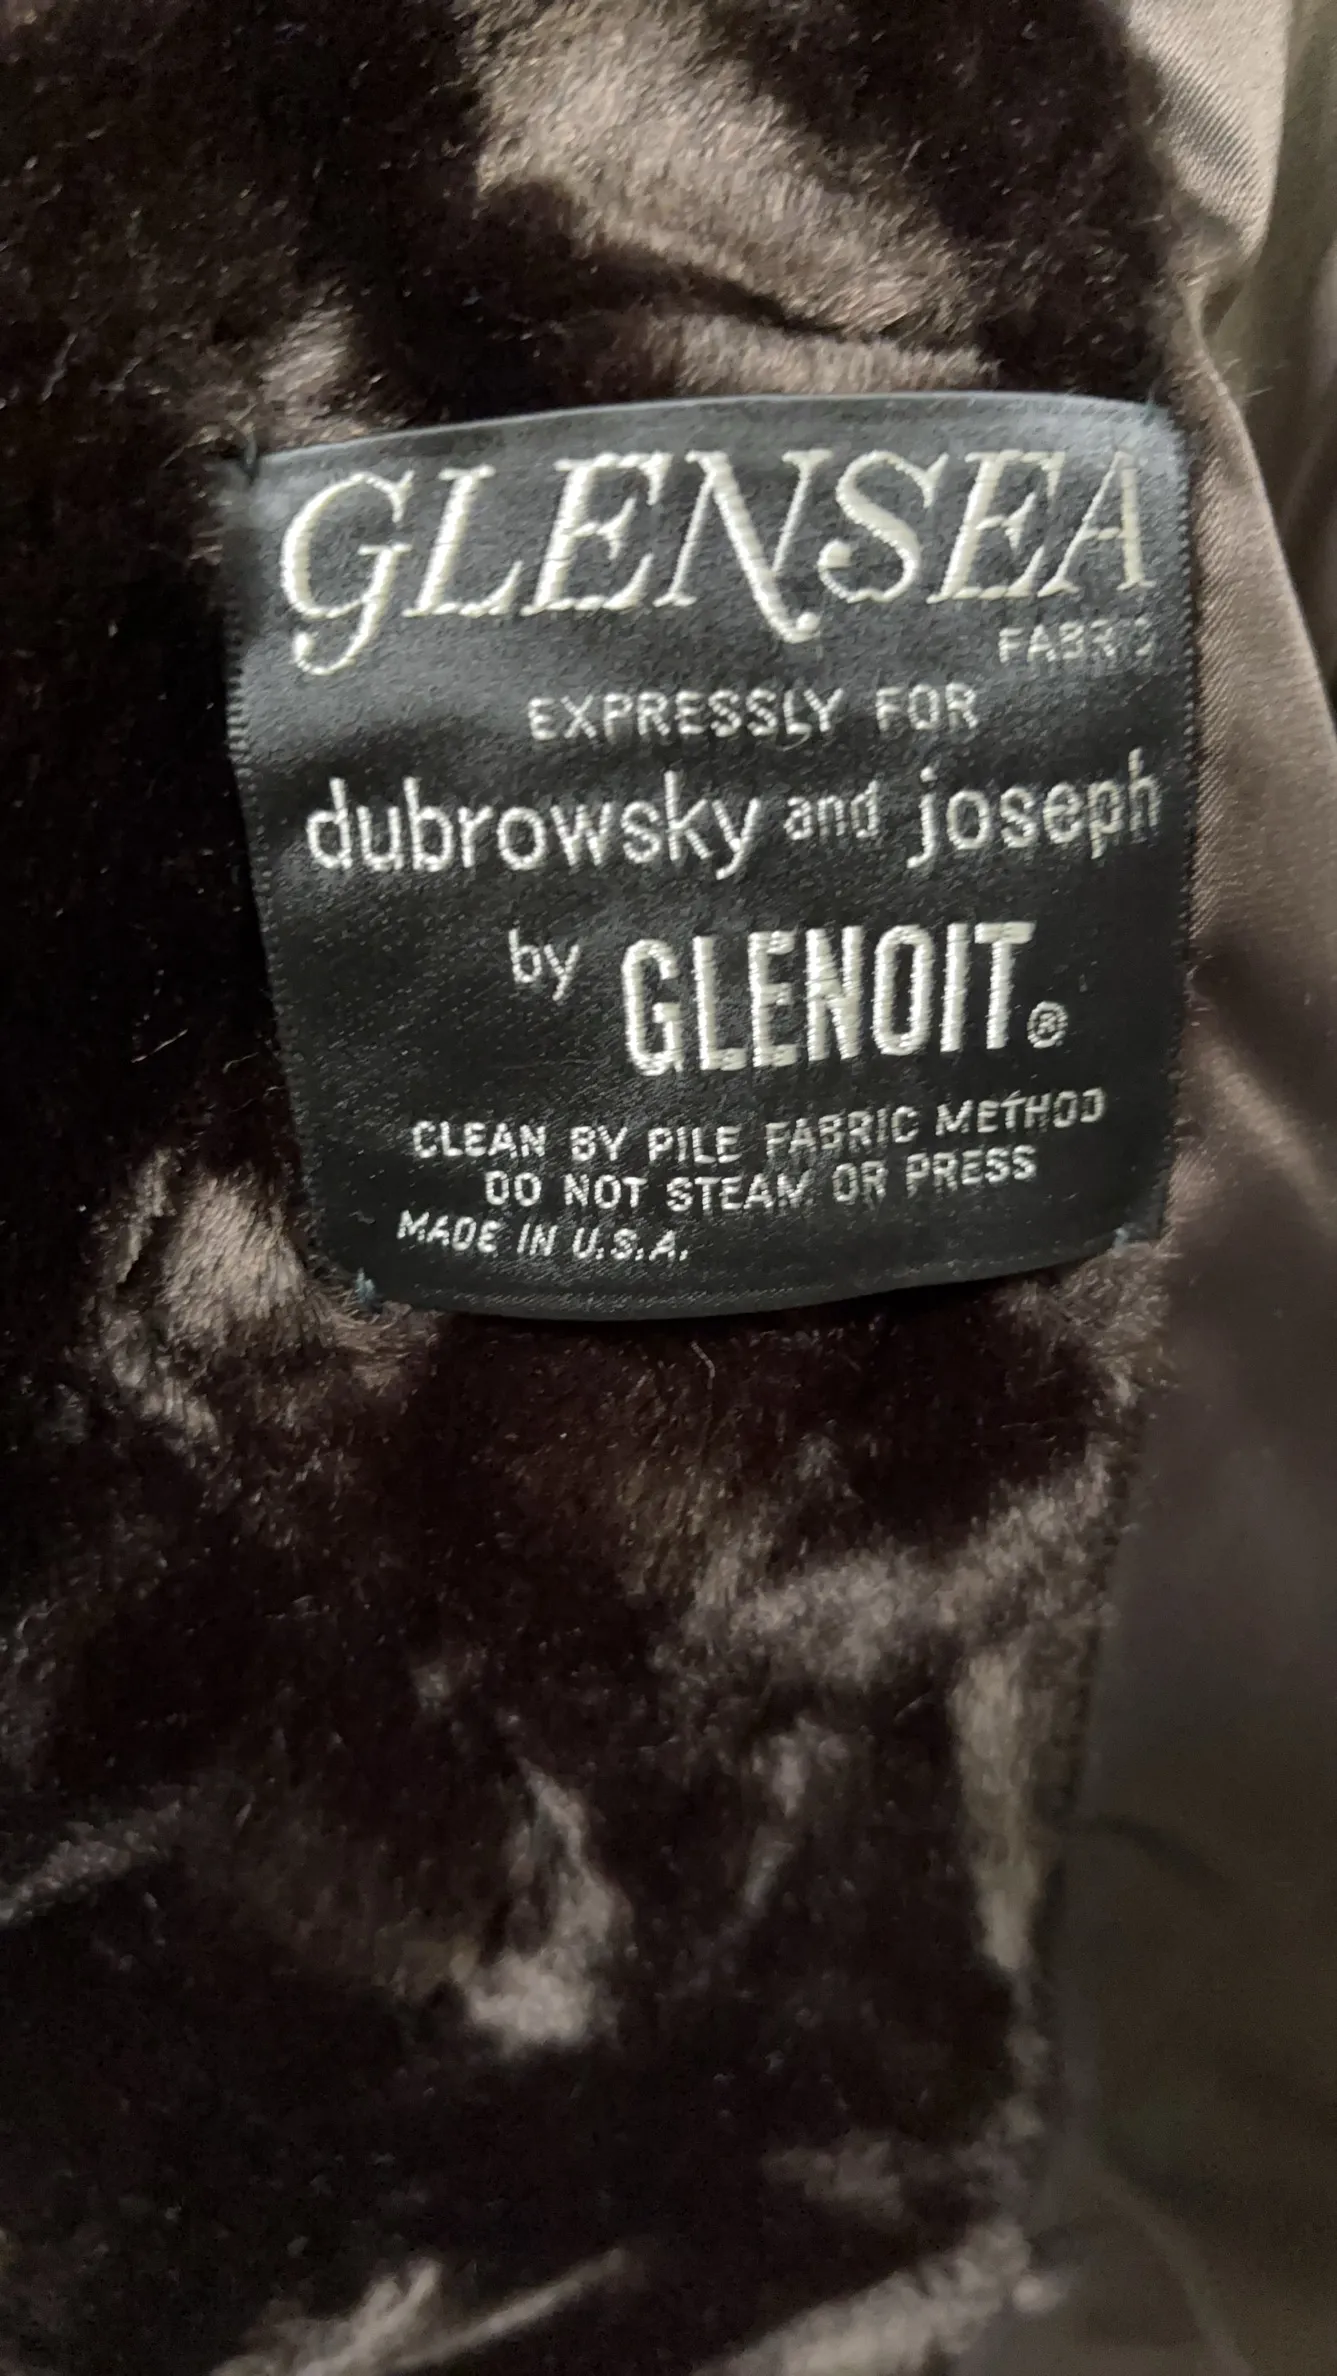 GLENSEA
FABRIC
EXPRESSLY FOR
dubrowsky and joseph
by GLENOIT®
CLEAN BY PILE FABRIC METHOD
DO NOT STEAM OR PRESS
MADE IN U.S.A.